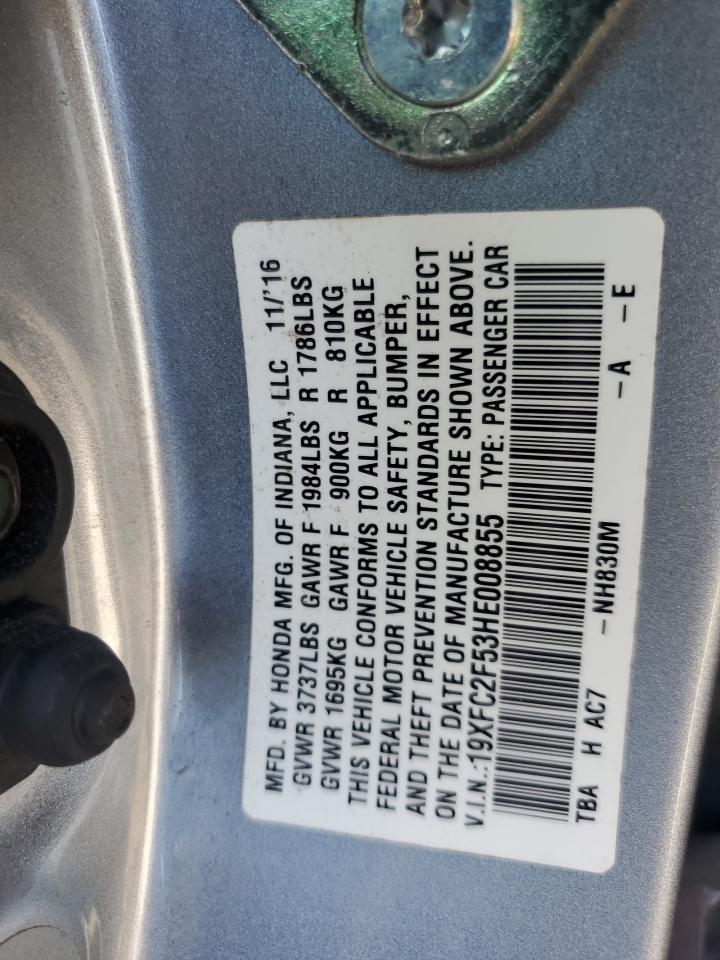 MFD. BY HONDA MFG. OF INDIANA, LLC 11/'16
GVWR 3737LBS GAWR F 1984LBS R 1786LBS
GVWR 1695KG GAWR F 900KG R 810KG
THIS VEHICLE CONFORMS TO ALL APPLICABLE
FEDERAL MOTOR VEHICLE SAFETY, BUMPER,
AND THEFT PREVENTION STANDARDS IN EFFECT
ON THE DATE OF MANUFACTURE SHOWN ABOVE.
V.I.N.:19XFC2F53HE008855 TYPE: PASSENGER CAR
TBA H AC7 -NH830M -A -E